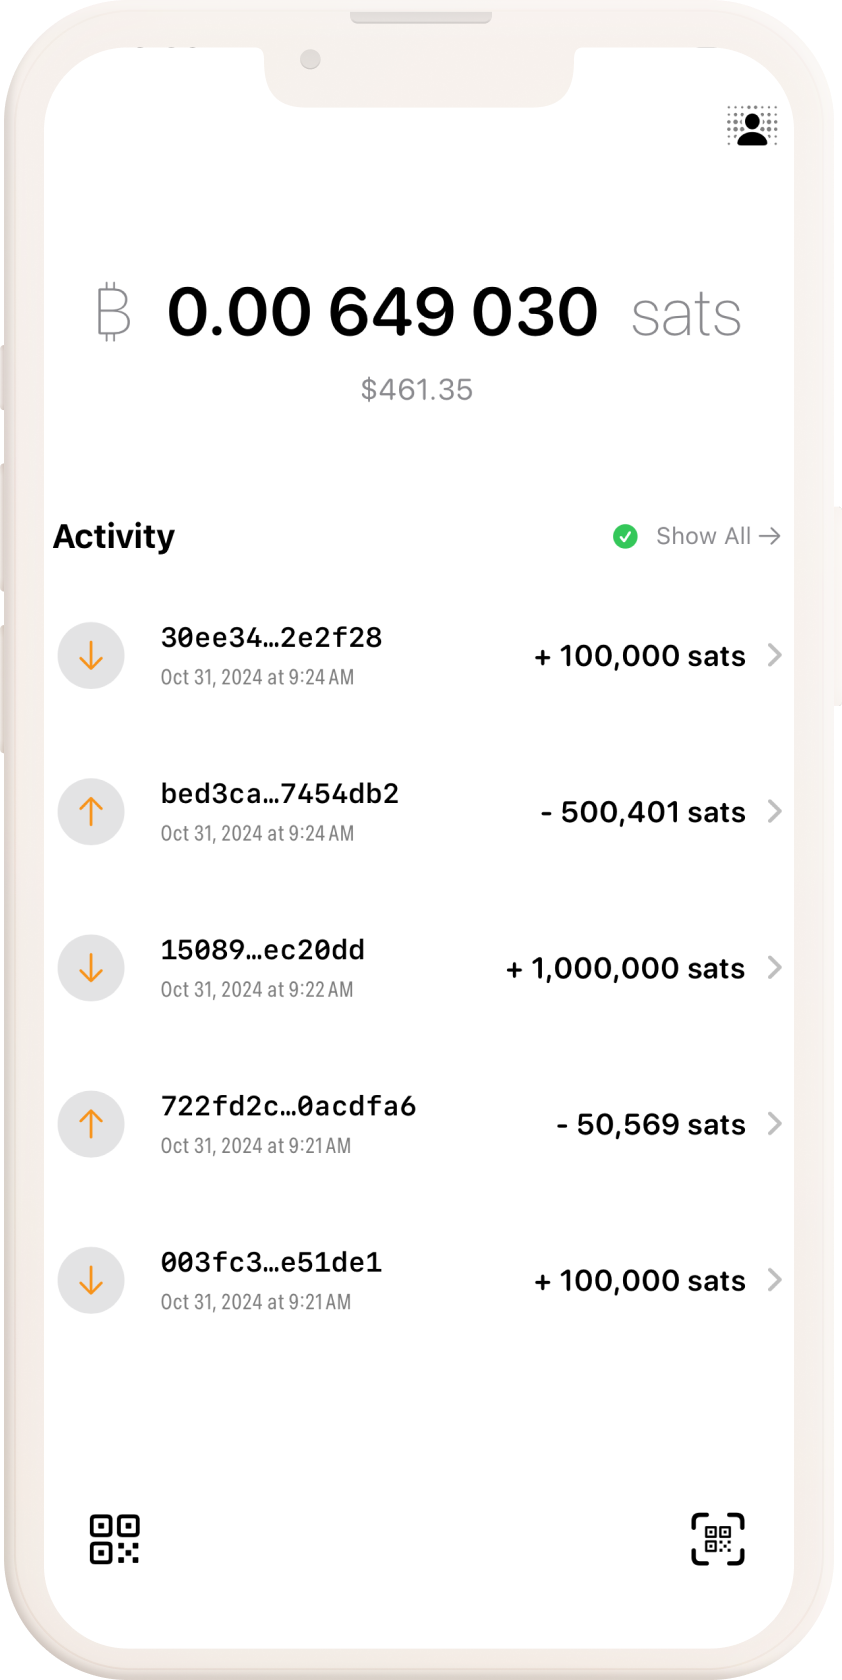 ₿ 0.00 649 030 sats
$461.35
Activity Show All →
30ee34…2e2f28
Oct 31, 2024 at 9:24 AM
+ 100,000 sats
bed3ca…7454db2
Oct 31, 2024 at 9:24 AM
- 500,401 sats
15089…ec20dd
Oct 31, 2024 at 9:22 AM
+ 1,000,000 sats
722fd2c…0acdfa6
Oct 31, 2024 at 9:21 AM
- 50,569 sats
003fc3…e51de1
Oct 31, 2024 at 9:21 AM
+ 100,000 sats